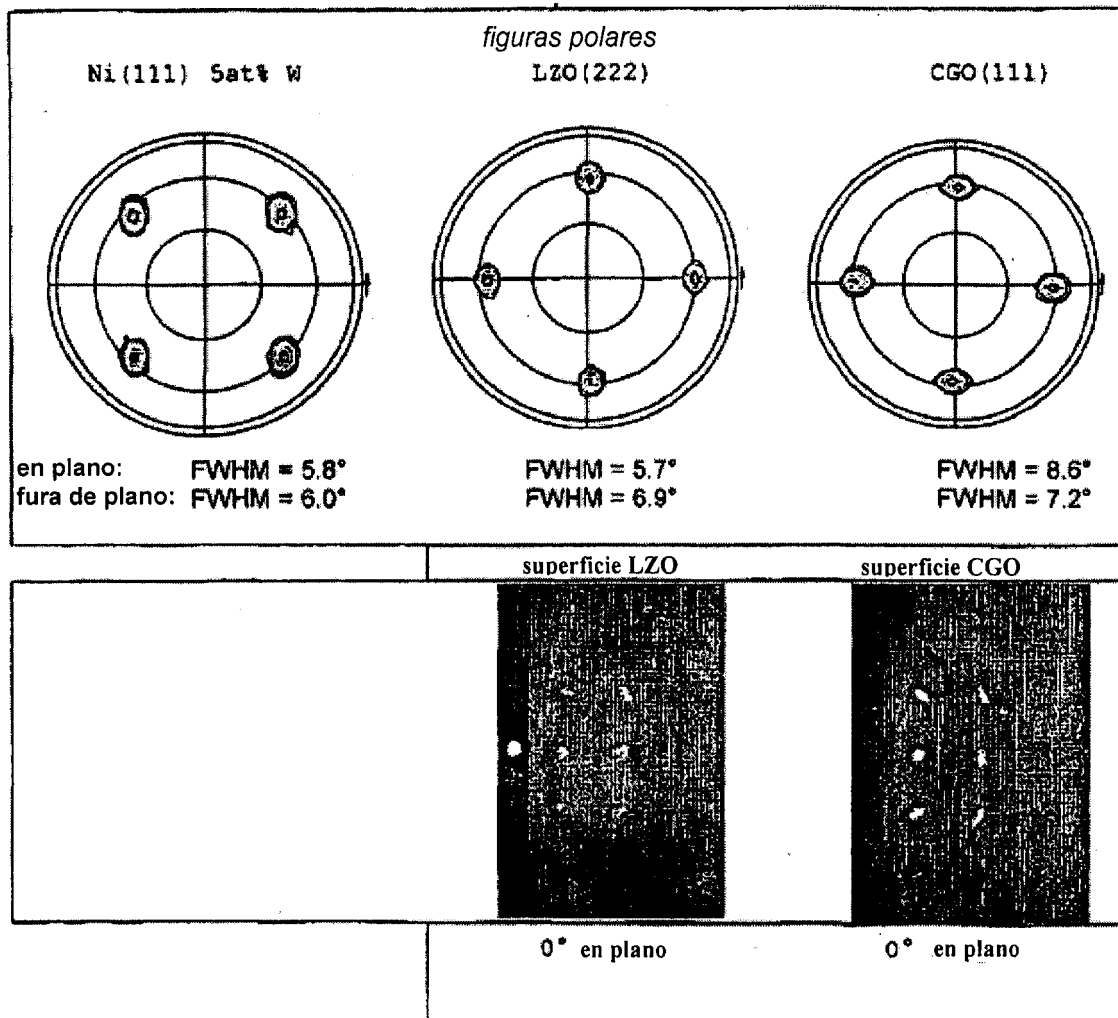 figuras polares
Ni(111) 5at% W LZO(222) CGO(111)
en plano: FWHM = 5.8° FWHM = 5.7° FWHM = 8.6°
fura de plano: FWHM = 6.0° FWHM = 6.9° FWHM = 7.2°
superficie LZO superficie CGO
0° en plano 0° en plano